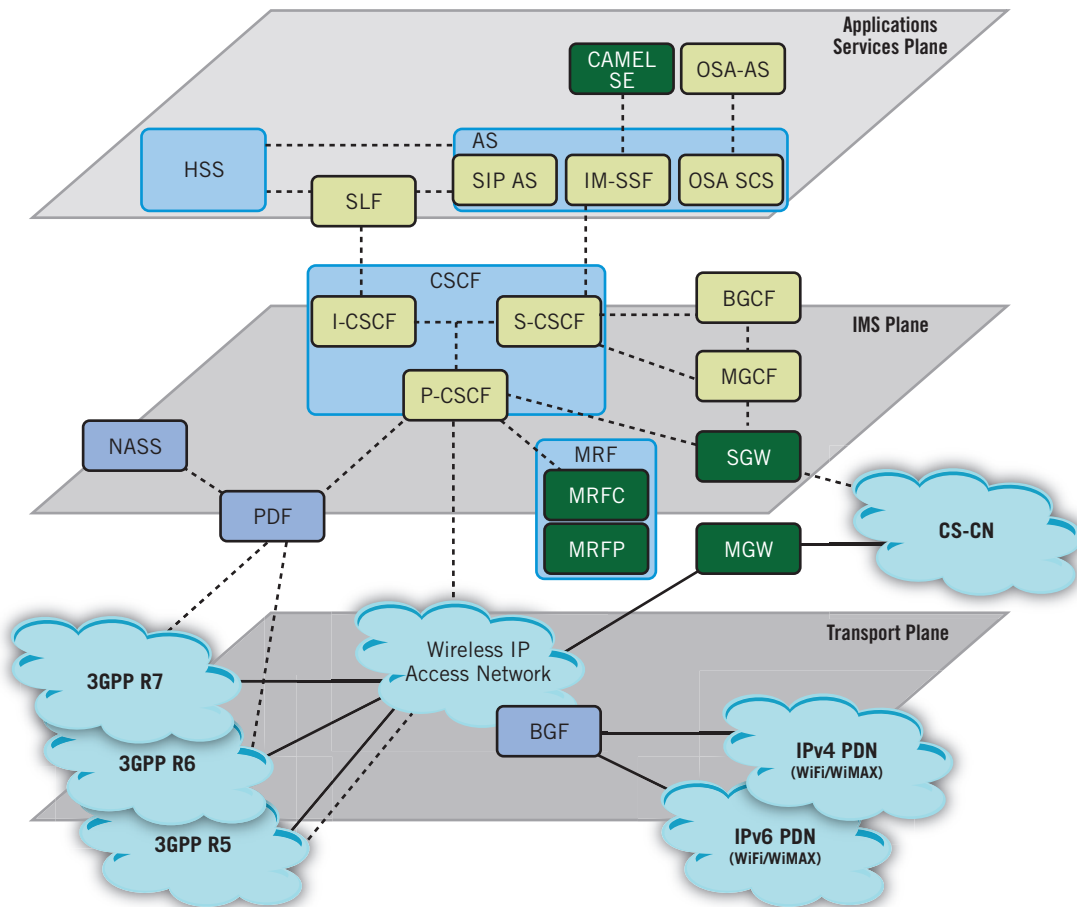 Applications
Services Plane
CAMEL
SE
OSA-AS
AS
HSS
SIP AS
IM-SSF
OSA SCS
SLF
CSCF
I-CSCF
S-CSCF
BGCF
IMS Plane
P-CSCF
MGCF
NASS
MRF
SGW
MRFC
PDF
CS-CN
MRFP
MGW
Transport Plane
Wireless IP
Access Network
3GPP R7
BGF
3GPP R6
IPv4 PDN
(WiFi/WiMAX)
3GPP R5
IPv6 PDN
(WiFi/WiMAX)